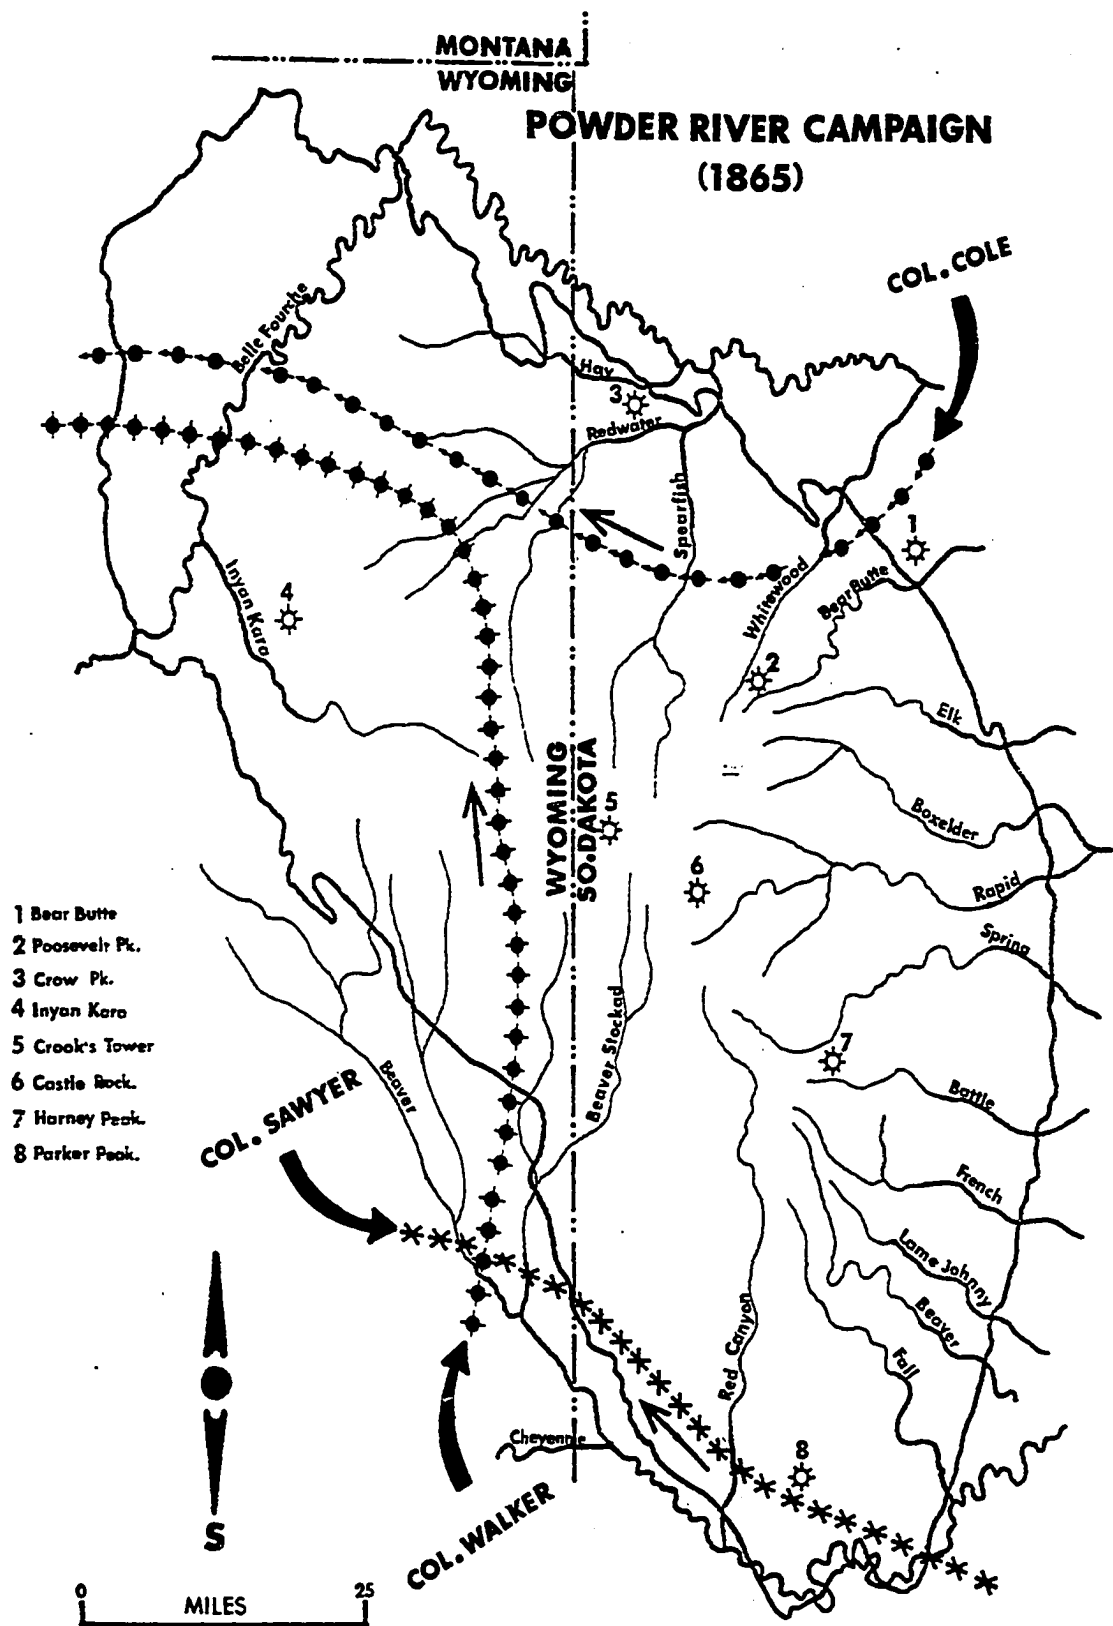 MONTANA
WYOMING
POWDER RIVER CAMPAIGN
(1865)
COL. COLE
Belle Fourche
Hay
3
Redwater
Spearfish
1
Whitewood
Bear Butte
Inyan Kara
4
2
Elk
WYOMING
SO. DAKOTA
5
Boxelder
6
Rapid
Spring
1 Bear Butte
2 Poosevelt Pk.
3 Crow Pk.
4 Inyan Kara
5 Crook's Tower
6 Castle Rock.
7 Harney Peak.
8 Parker Peak.
Beaver Stockad
7
Beaver
Battle
COL. SAWYER
French
Lame Johnny
Beaver
Red Canyon
Fall
Cheyenne
8
COL. WALKER
S
0 25
MILES